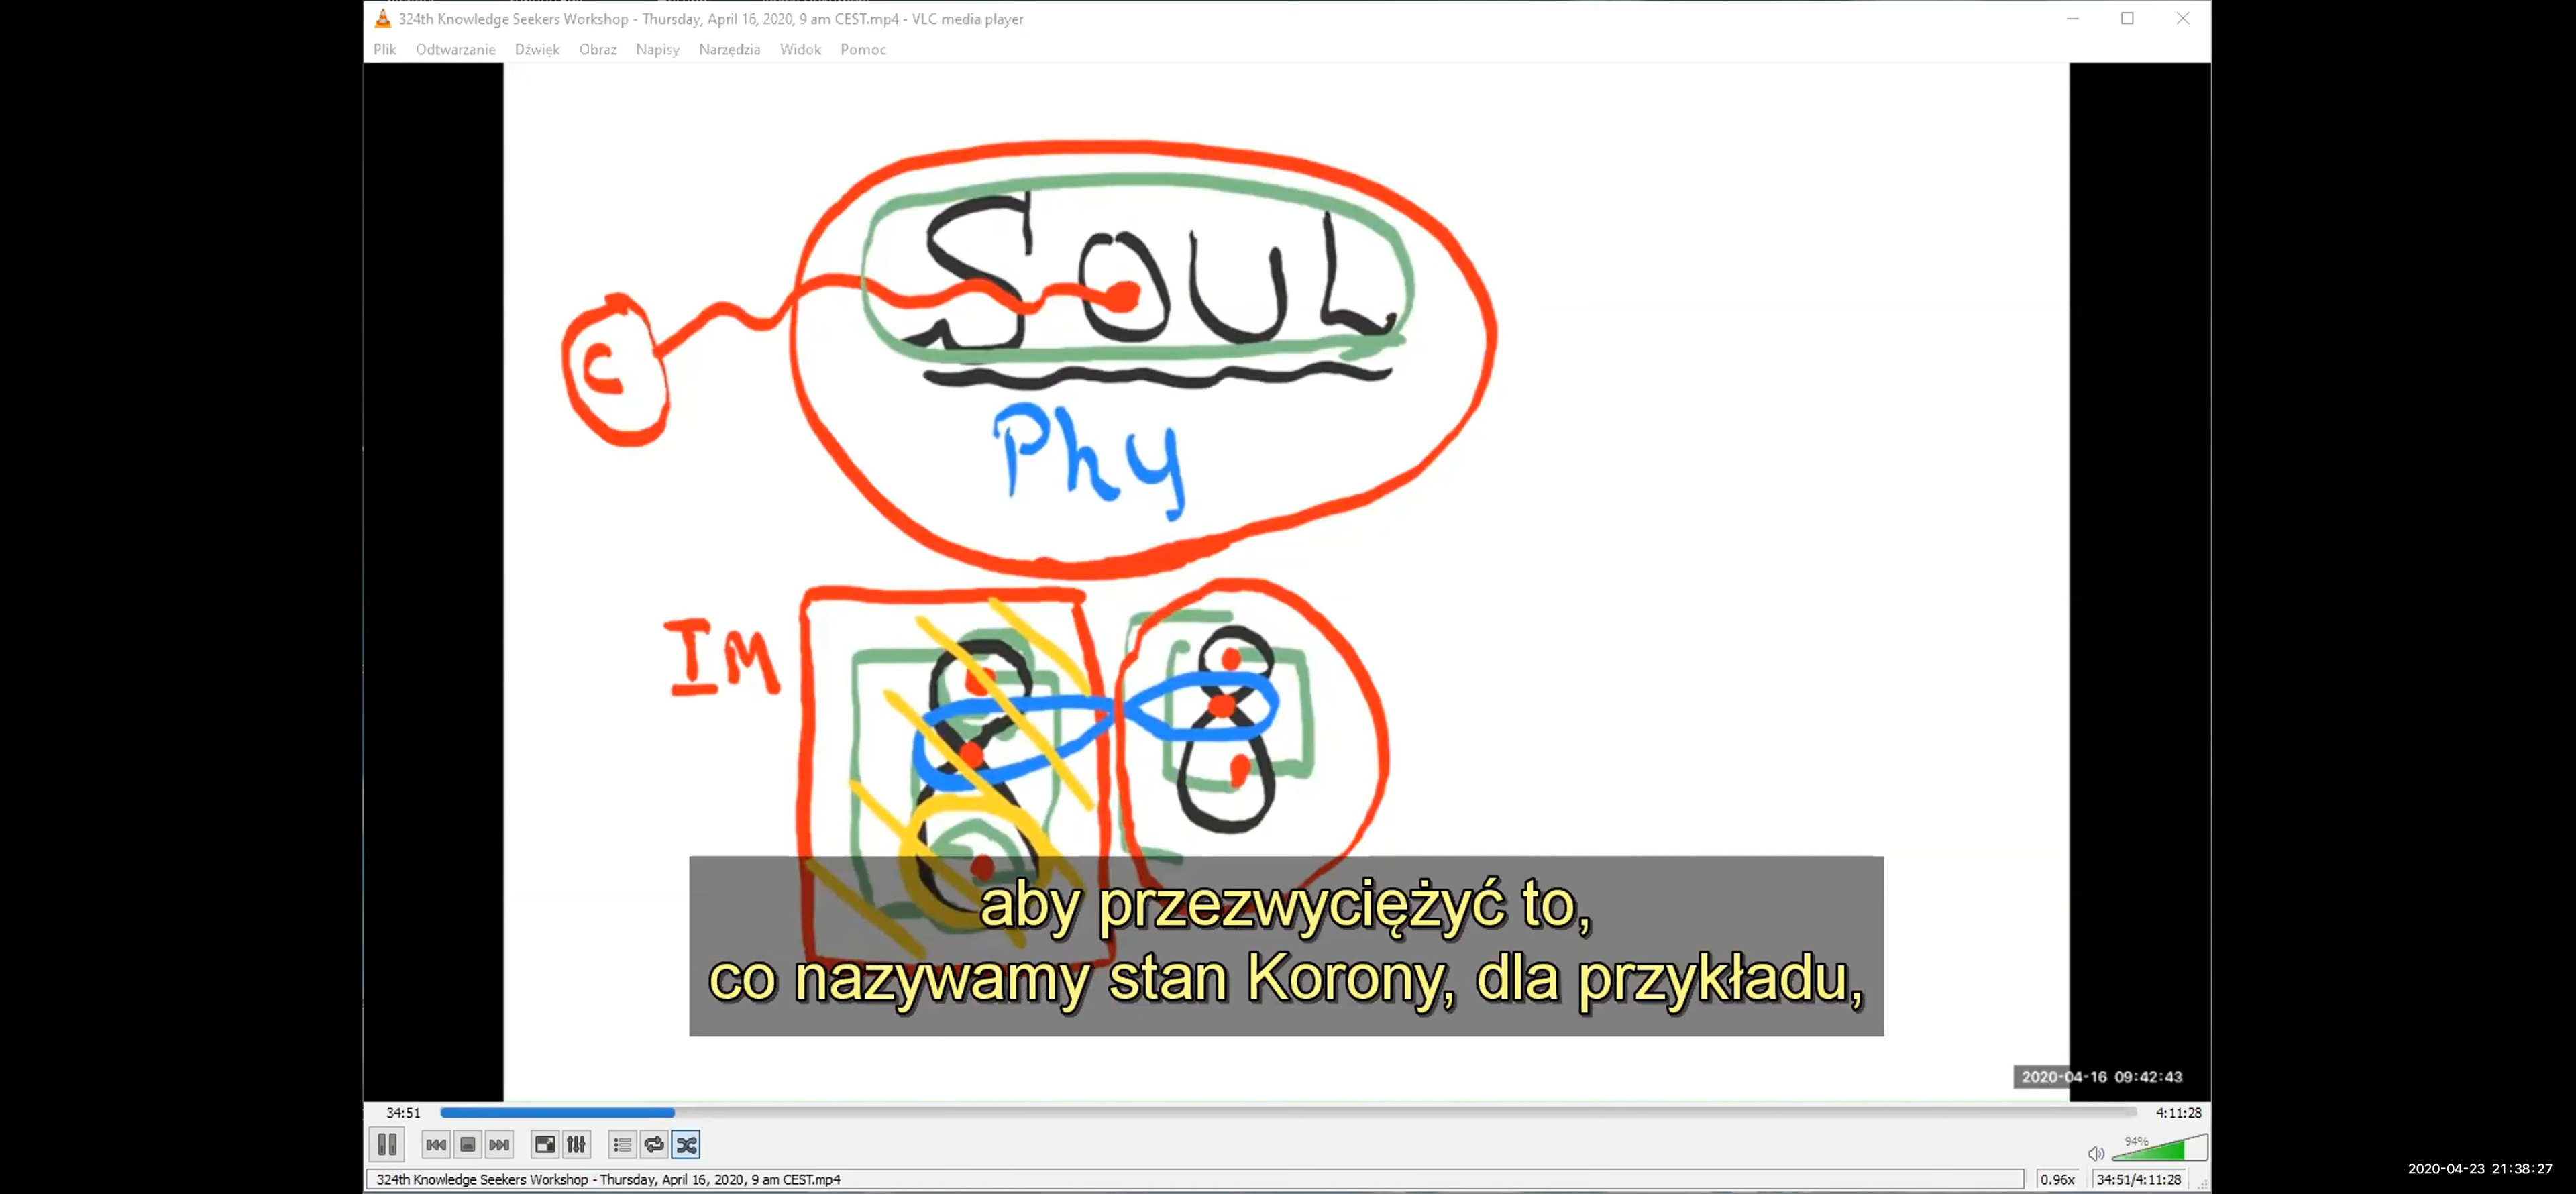 324th Knowledge Seekers Workshop - Thursday, April 16, 2020, 9 am CEST.mp4 - VLC media player
Plik Odtwarzanie Dźwięk Obraz Napisy Narzędzia Widok Pomoc
SOUL
C
Phy
IM
aby przezwyciężyć to,
co nazywamy stan Korony, dla przykładu,
2020-04-16 09:42:43
34:51 4:11:28
94%
324th Knowledge Seekers Workshop - Thursday, April 16, 2020, 9 am CEST.mp4 0.96x 34:51/4:11:28
2020-04-23 21:38:27